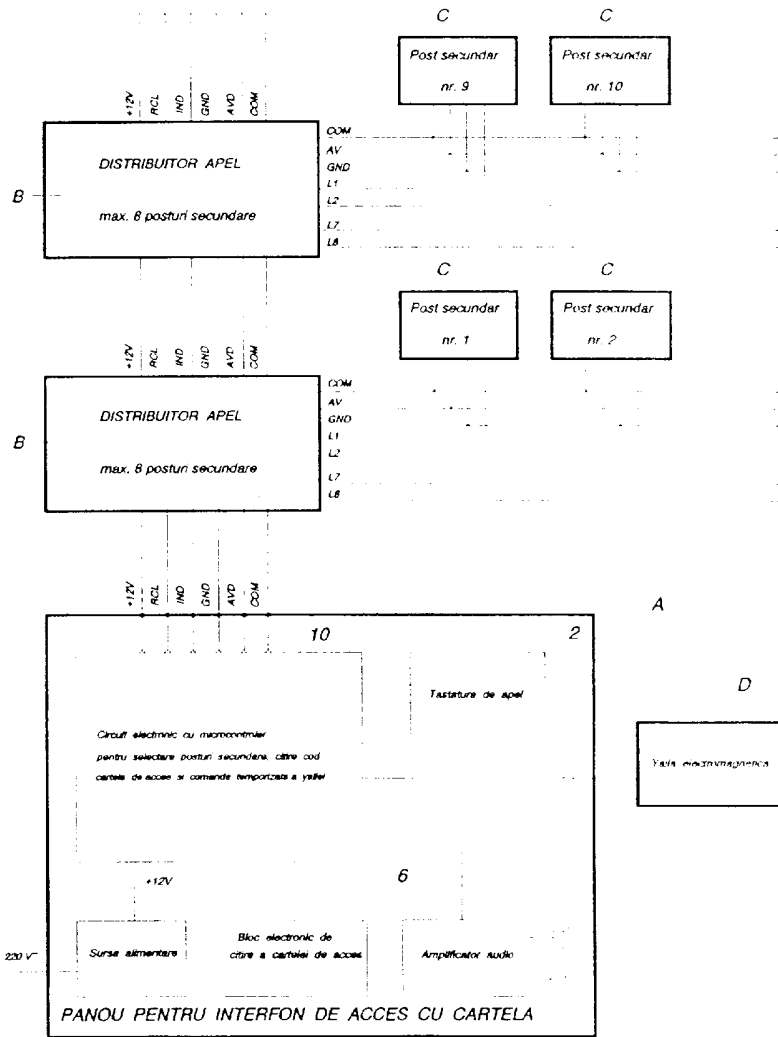 C
C
Post secundar
nr. 9
Post secundar
nr. 10
+12V
RCL
IND
GND
AVD
COM
B
DISTRIBUITOR APEL
max. 8 posturi secundare
COM
AV
GND
L1
L2
L7
L8
C
C
Post secundar
nr. 1
Post secundar
nr. 2
+12V
RCL
IND
GND
AVD
COM
B
DISTRIBUITOR APEL
max. 8 posturi secundare
COM
AV
GND
L1
L2
L7
L8
+12V
RCL
IND
GND
AVD
COM
A
10
2
Tastatura de apel
Circuit electronic cu microcontroler
pentru selectare posturi secundare, citire cod
cartela de acces si comanda temporizata a yallei
D
Yalla electromagnetica
+12V
6
220 V~
Sursa alimentare
Bloc electronic de
citire a cartelei de acces
Amplificator audio
PANOU PENTRU INTERFON DE ACCES CU CARTELA